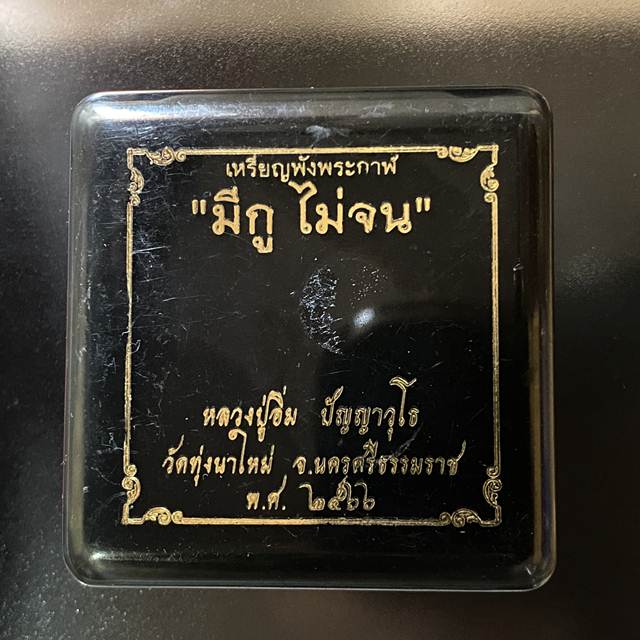 เหรียญพังพระกาฬ
"มีกู ไม่จน"
หลวงปู่อิ่ม ปัญญาวุโธ
วัดทุ่งนาใหม่ จ.นครศรีธรรมราช
พ.ศ. ๒๕๖๖